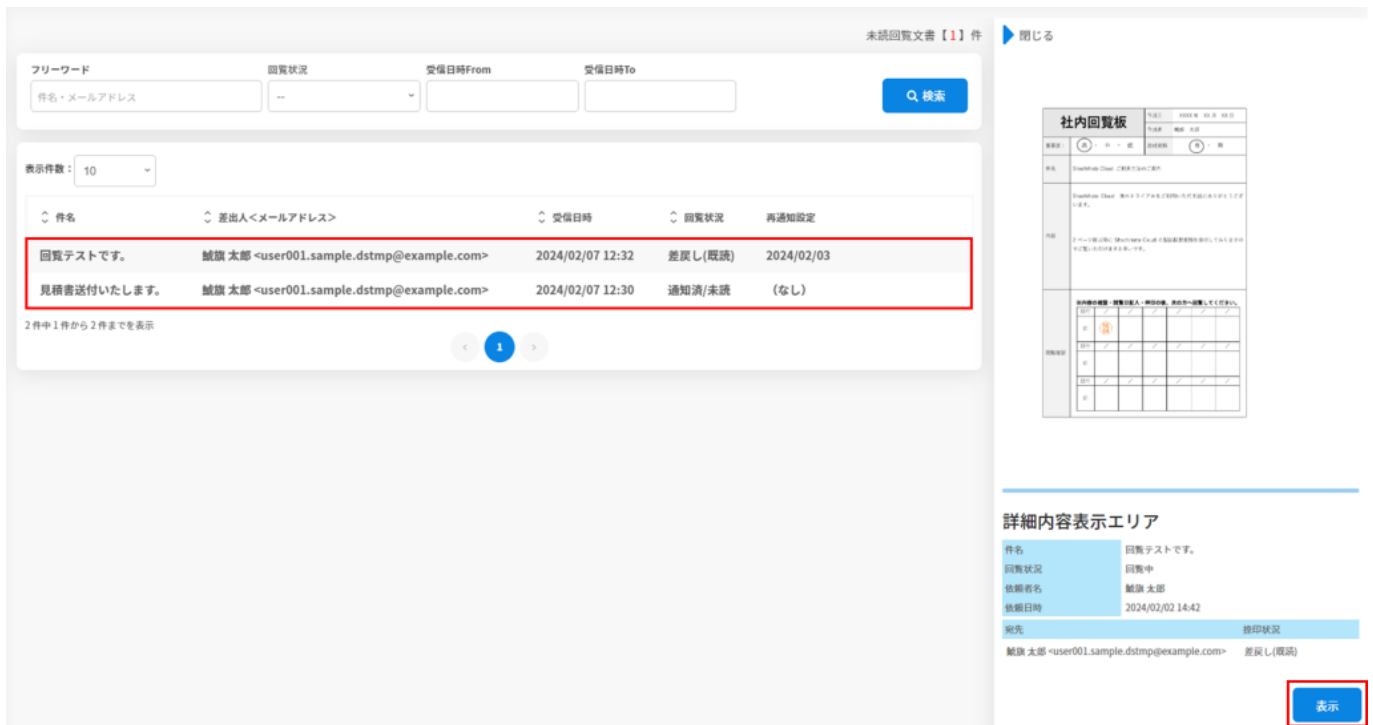 未読回覧文書【1】件
フリーワード 回覧状況 受信日時From 受信日時To
件名・メールアドレス -- 検索
表示件数： 10
件名 差出人＜メールアドレス＞ 受信日時 回覧状況 再通知設定
回覧テストです。 鯱旗 太郎 <user001.sample.dstmp@example.com> 2024/02/07 12:32 差戻し(既読) 2024/02/03
見積書送付いたします。 鯱旗 太郎 <user001.sample.dstmp@example.com> 2024/02/07 12:30 通知済/未読 （なし）
2 件中 1 件から 2 件までを表示
< 1 >
閉じる
社内回覧板
件名
内容
詳細内容表示エリア
件名 回覧テストです。
回覧状況 回覧中
依頼者名 鯱旗 太郎
依頼日時 2024/02/02 14:42
宛先 捺印状況
鯱旗 太郎 <user001.sample.dstmp@example.com> 差戻し(既読)
表示